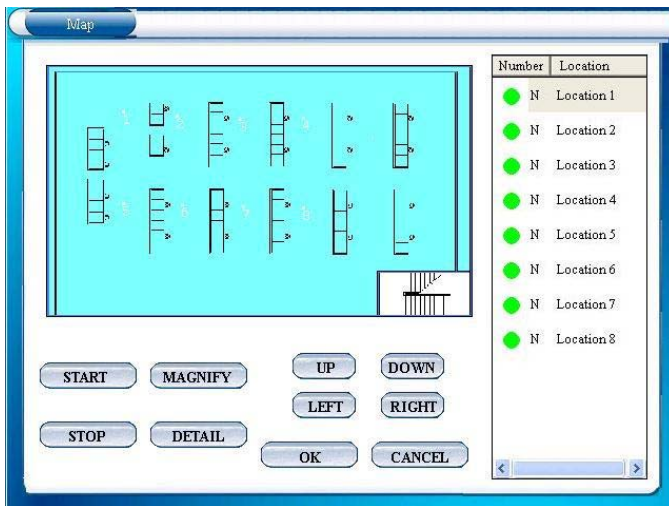 Map
Number Location
N Location 1
N Location 2
N Location 3
N Location 4
N Location 5
N Location 6
N Location 7
N Location 8
START
MAGNIFY
UP
DOWN
LEFT
RIGHT
STOP
DETAIL
OK
CANCEL